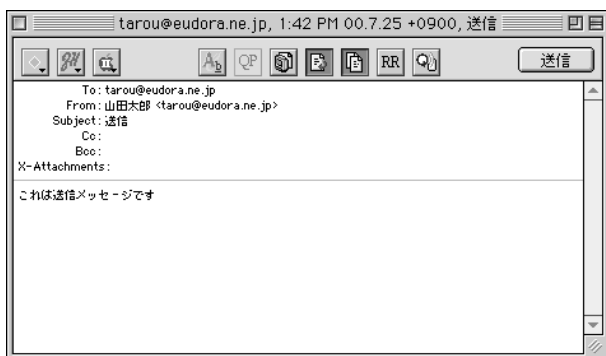 tarou@eudora.ne.jp, 1:42 PM 00.7.25 +0900, 送信
QP RR 送信
To: tarou@eudora.ne.jp
From: 山田太郎 <tarou@eudora.ne.jp>
Subject: 送信
Cc:
Bcc:
X-Attachments:
これは送信メッセージです